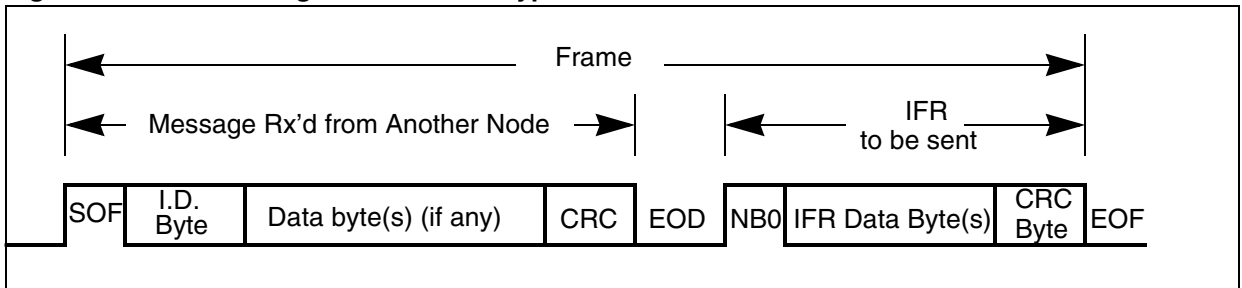 Frame
Message Rx'd from Another Node
IFR
to be sent
SOF
I.D.
Byte
Data byte(s) (if any)
CRC
EOD
NB0
IFR Data Byte(s)
CRC
Byte
EOF